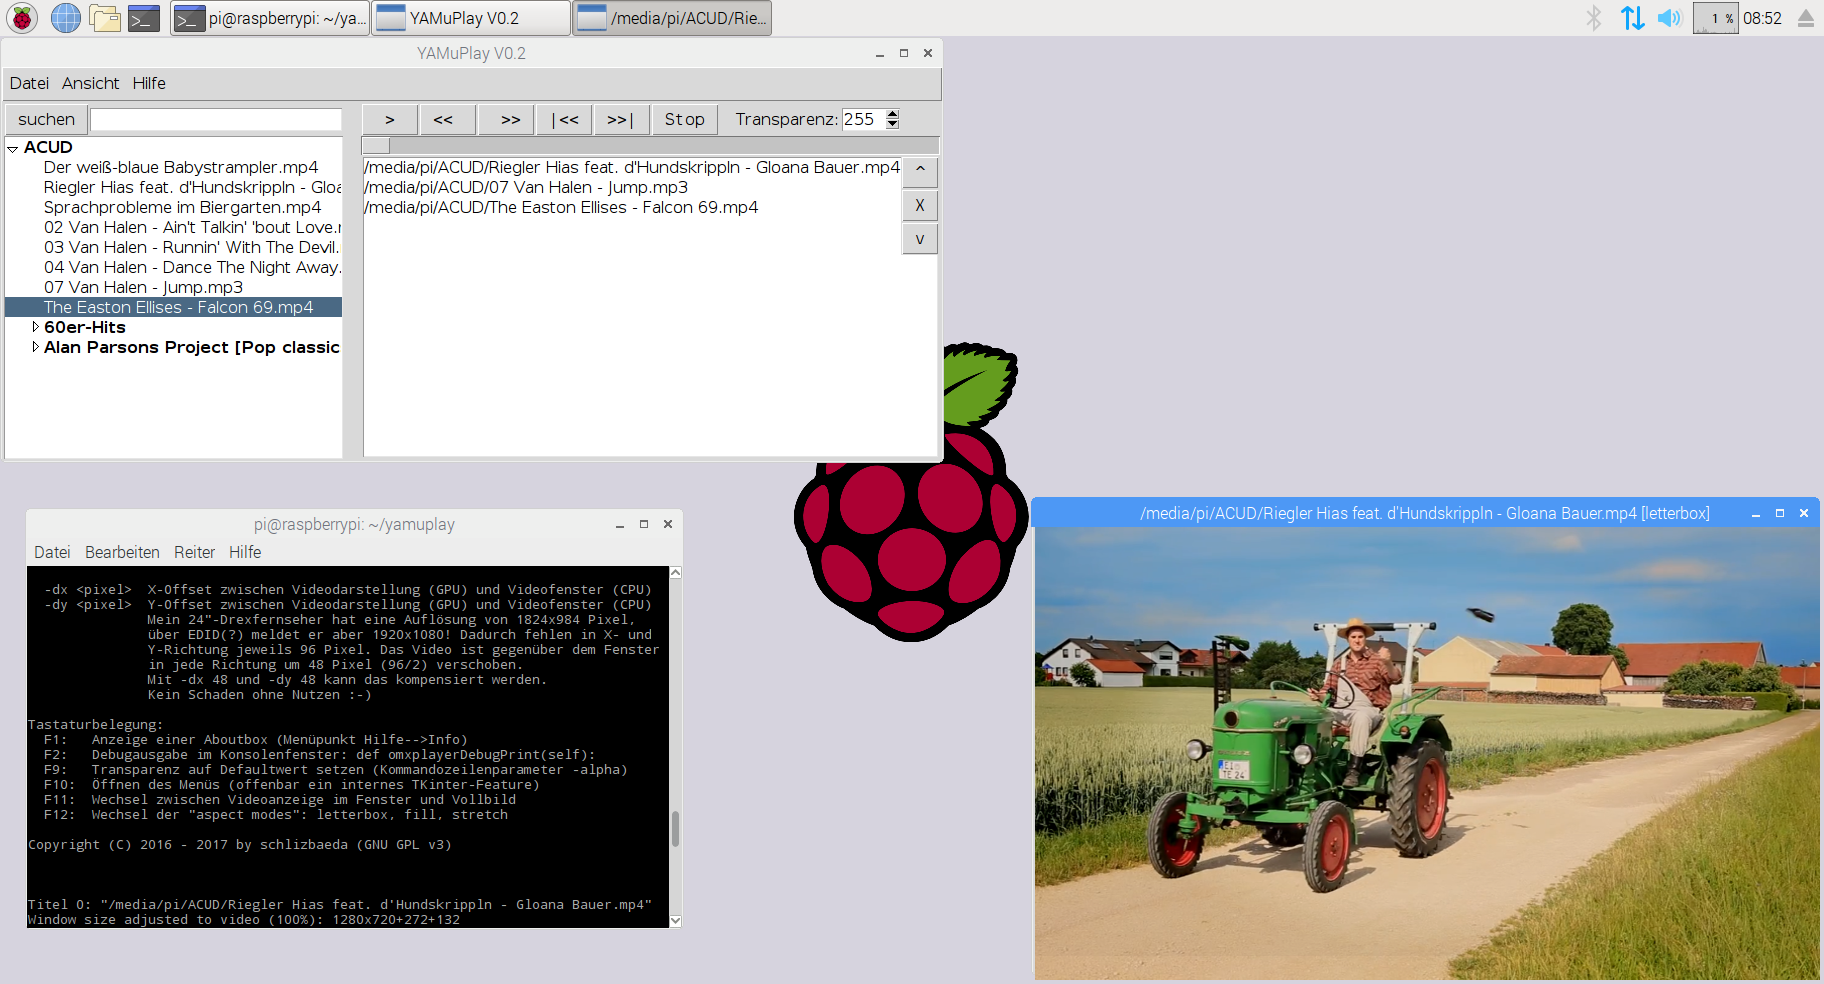 pi@raspberrypi: ~/ya...
YAMuPlay V0.2
/media/pi/ACUD/Rie...
1 %
08:52
YAMuPlay V0.2
Datei Ansicht Hilfe
suchen
> << >> |<< >>| Stop Transparenz: 255
ACUD
Der weiß-blaue Babystrampler.mp4
Riegler Hias feat. d'Hundskrippln - Gloa
Sprachprobleme im Biergarten.mp4
02 Van Halen - Ain't Talkin' 'bout Love.r
03 Van Halen - Runnin' With The Devil.
04 Van Halen - Dance The Night Away.
07 Van Halen - Jump.mp3
The Easton Ellises - Falcon 69.mp4
60er-Hits
Alan Parsons Project [Pop classic
/media/pi/ACUD/Riegler Hias feat. d'Hundskrippln - Gloana Bauer.mp4
/media/pi/ACUD/07 Van Halen - Jump.mp3
/media/pi/ACUD/The Easton Ellises - Falcon 69.mp4
^
X
v
pi@raspberrypi: ~/yamuplay
Datei Bearbeiten Reiter Hilfe
-dx <pixel> X-Offset zwischen Videodarstellung (GPU) und Videofenster (CPU)
-dy <pixel> Y-Offset zwischen Videodarstellung (GPU) und Videofenster (CPU)
Mein 24"-Drexfernseher hat eine Auflösung von 1824x984 Pixel,
über EDID(?) meldet er aber 1920x1080! Dadurch fehlen in X- und
Y-Richtung jeweils 96 Pixel. Das Video ist gegenüber dem Fenster
in jede Richtung um 48 Pixel (96/2) verschoben.
Mit -dx 48 und -dy 48 kann das kompensiert werden.
Kein Schaden ohne Nutzen :-)
Tastaturbelegung:
F1: Anzeige einer Aboutbox (Menüpunkt Hilfe-->Info)
F2: Debugausgabe im Konsolenfenster: def omxplayerDebugPrint(self):
F9: Transparenz auf Defaultwert setzen (Kommandozeilenparameter -alpha)
F10: Öffnen des Menüs (offenbar ein internes TKinter-Feature)
F11: Wechsel zwischen Videoanzeige im Fenster und Vollbild
F12: Wechsel der "aspect modes": letterbox, fill, stretch
Copyright (C) 2016 - 2017 by schlizbaeda (GNU GPL v3)
Titel 0: "/media/pi/ACUD/Riegler Hias feat. d'Hundskrippln - Gloana Bauer.mp4"
Window size adjusted to video (100%): 1280x720+272+132
/media/pi/ACUD/Riegler Hias feat. d'Hundskrippln - Gloana Bauer.mp4 [letterbox]
EI
TE 24